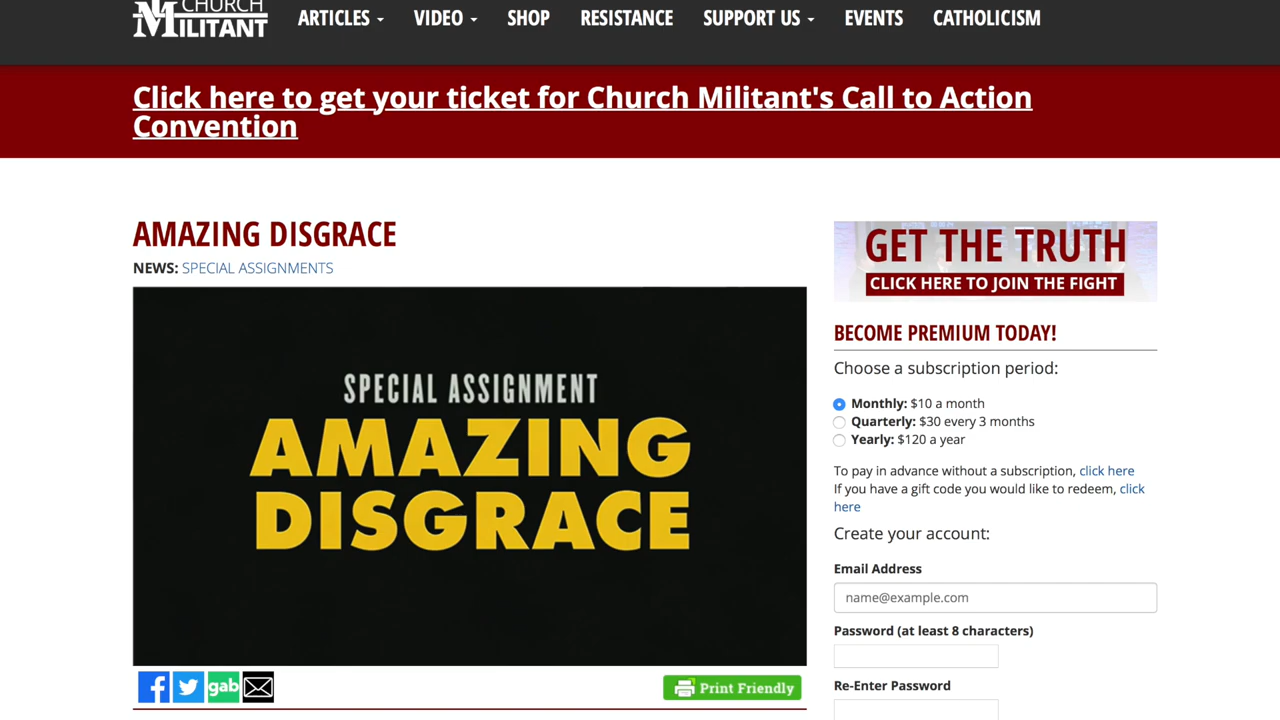 CHURCH
MILITANT
ARTICLES
VIDEO
SHOP
RESISTANCE
SUPPORT US
EVENTS
CATHOLICISM
Click here to get your ticket for Church Militant's Call to Action
Convention
AMAZING DISGRACE
NEWS: SPECIAL ASSIGNMENTS
SPECIAL ASSIGNMENT
AMAZING
DISGRACE
gab
Print Friendly
GET THE TRUTH
CLICK HERE TO JOIN THE FIGHT
BECOME PREMIUM TODAY!
Choose a subscription period:
Monthly: $10 a month
Quarterly: $30 every 3 months
Yearly: $120 a year
To pay in advance without a subscription, click here
If you have a gift code you would like to redeem, click
here
Create your account:
Email Address
name@example.com
Password (at least 8 characters)
Re-Enter Password